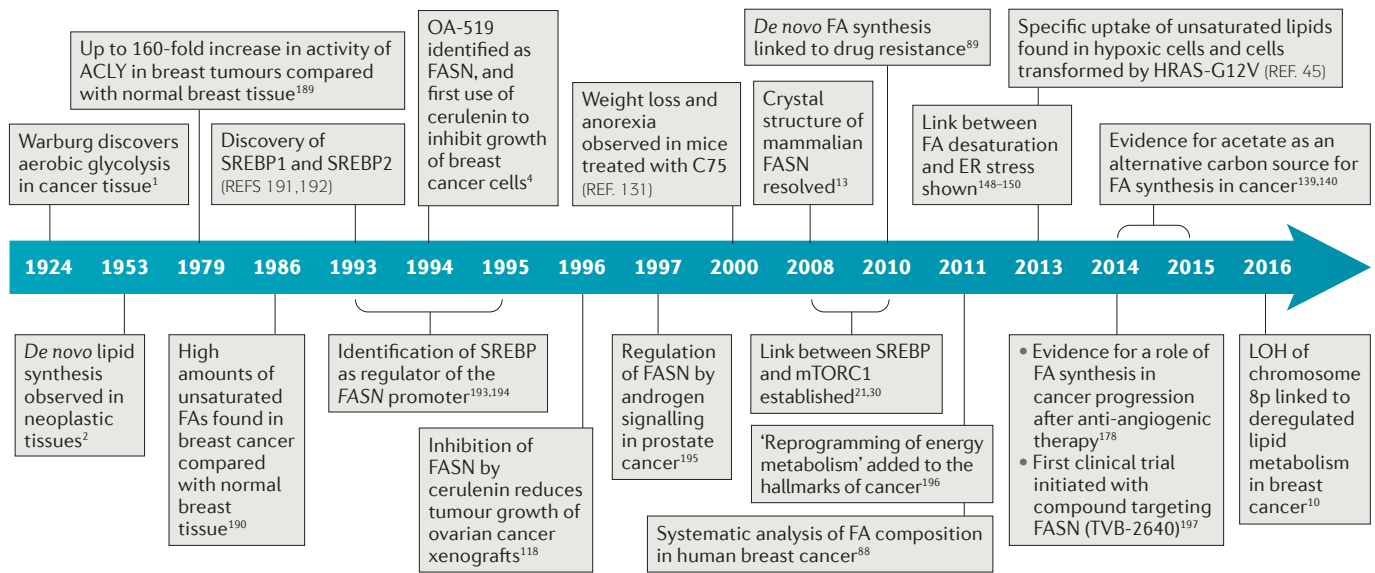 Warburg discovers
aerobic glycolysis
in cancer tissue¹
Up to 160-fold increase in activity of
ACLY in breast tumours compared
with normal breast tissue¹⁸⁹
Discovery of
SREBP1 and SREBP2
(REFS 191,192)
OA-519
identified as
FASN, and
first use of
cerulenin to
inhibit growth
of breast
cancer cells⁴
Weight loss and
anorexia
observed in mice
treated with C75
(REF. 131)
De novo FA synthesis
linked to drug resistance⁸⁹
Crystal
structure of
mammalian
FASN
resolved¹³
Specific uptake of unsaturated lipids
found in hypoxic cells and cells
transformed by HRAS-G12V (REF. 45)
Link between
FA desaturation
and ER stress
shown¹⁴⁸⁻¹⁵⁰
Evidence for acetate as an
alternative carbon source for
FA synthesis in cancer¹³⁹,¹⁴⁰
1924 1953 1979 1986 1993 1994 1995 1996 1997 2000 2008 2010 2011 2013 2014 2015 2016
De novo lipid
synthesis
observed in
neoplastic
tissues²
High
amounts of
unsaturated
FAs found in
breast cancer
compared
with normal
breast
tissue¹⁹⁰
Identification of SREBP
as regulator of the
FASN promoter¹⁹³,¹⁹⁴
Inhibition of
FASN by
cerulenin reduces
tumour growth of
ovarian cancer
xenografts¹¹⁸
Regulation
of FASN by
androgen
signalling
in prostate
cancer¹⁹⁵
Link between SREBP
and mTORC1
established²¹,³⁰
‘Reprogramming of energy
metabolism’ added to the
hallmarks of cancer¹⁹⁶
Systematic analysis of FA composition
in human breast cancer⁸⁸
• Evidence for a role of
FA synthesis in
cancer progression
after anti-angiogenic
therapy¹⁷⁸
• First clinical trial
initiated with
compound targeting
FASN (TVB-2640)¹⁹⁷
LOH of
chromosome
8p linked to
deregulated
lipid
metabolism
in breast
cancer¹⁰